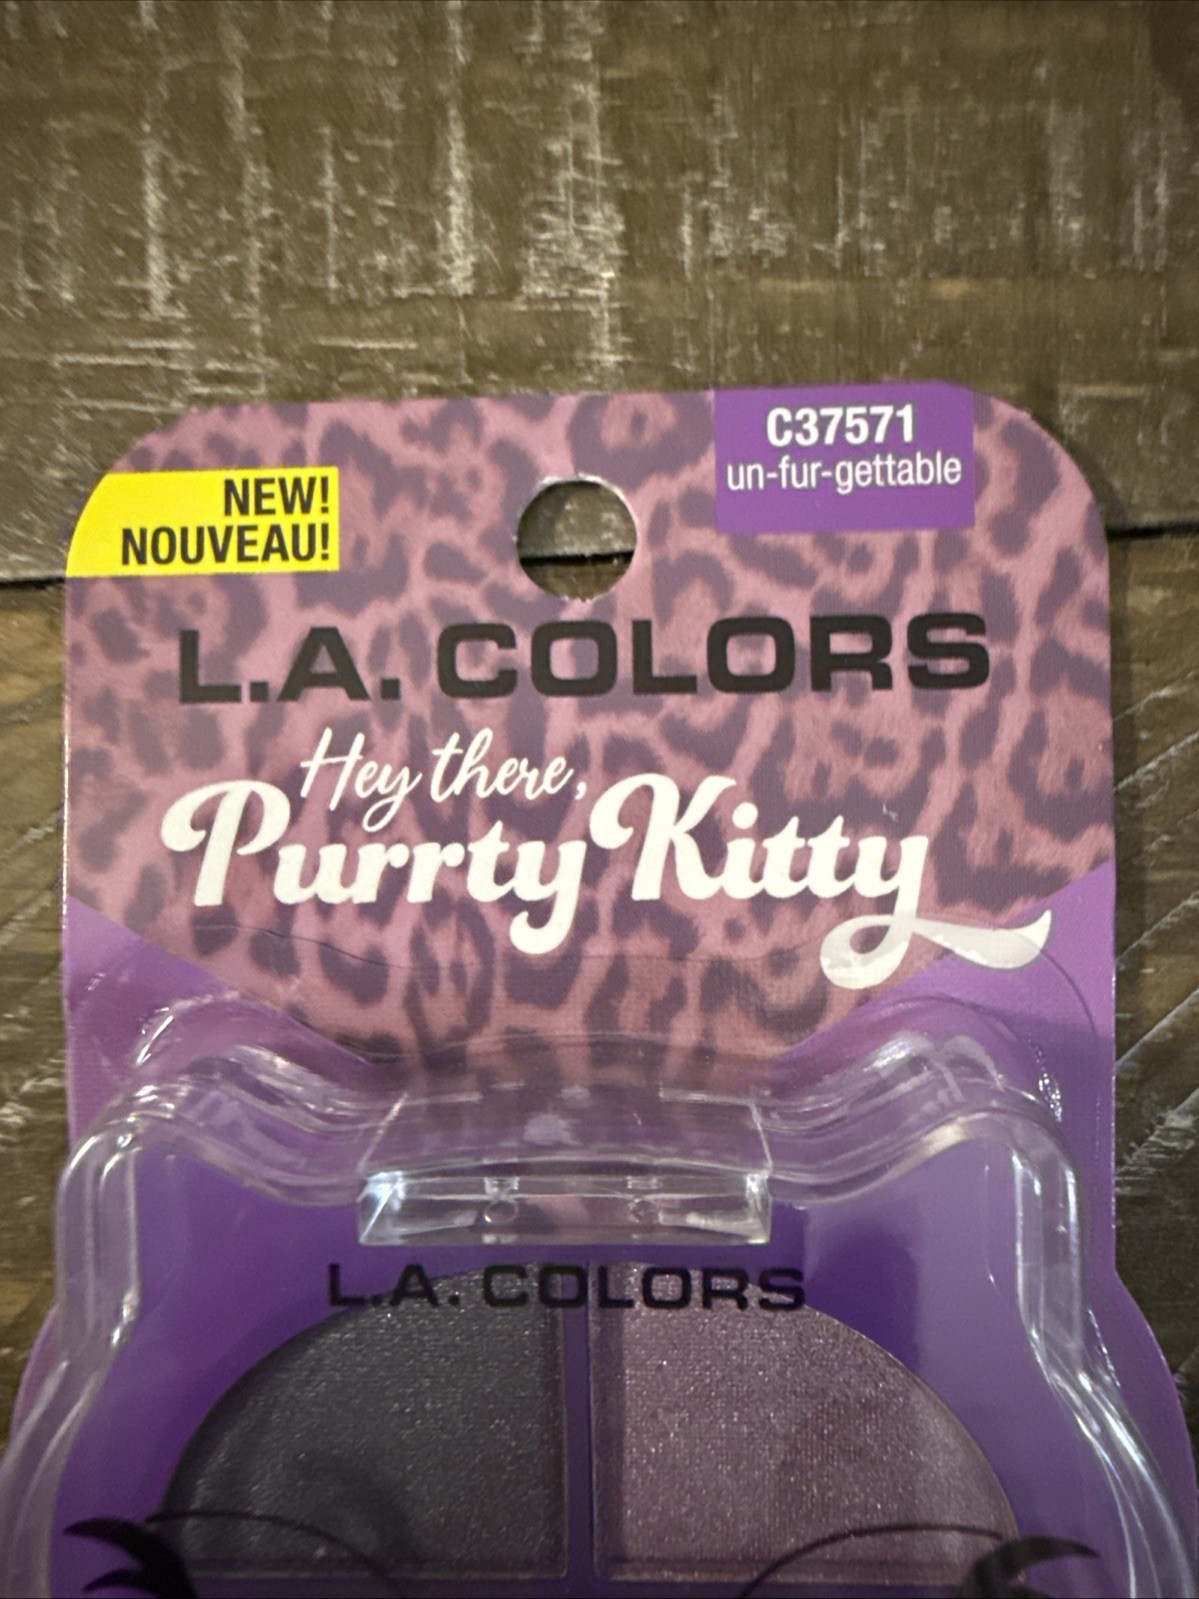 C37571
un-fur-gettable
NEW!
NOUVEAU!
L.A. COLORS
Hey there,
Purrty Kitty
L.A. COLORS